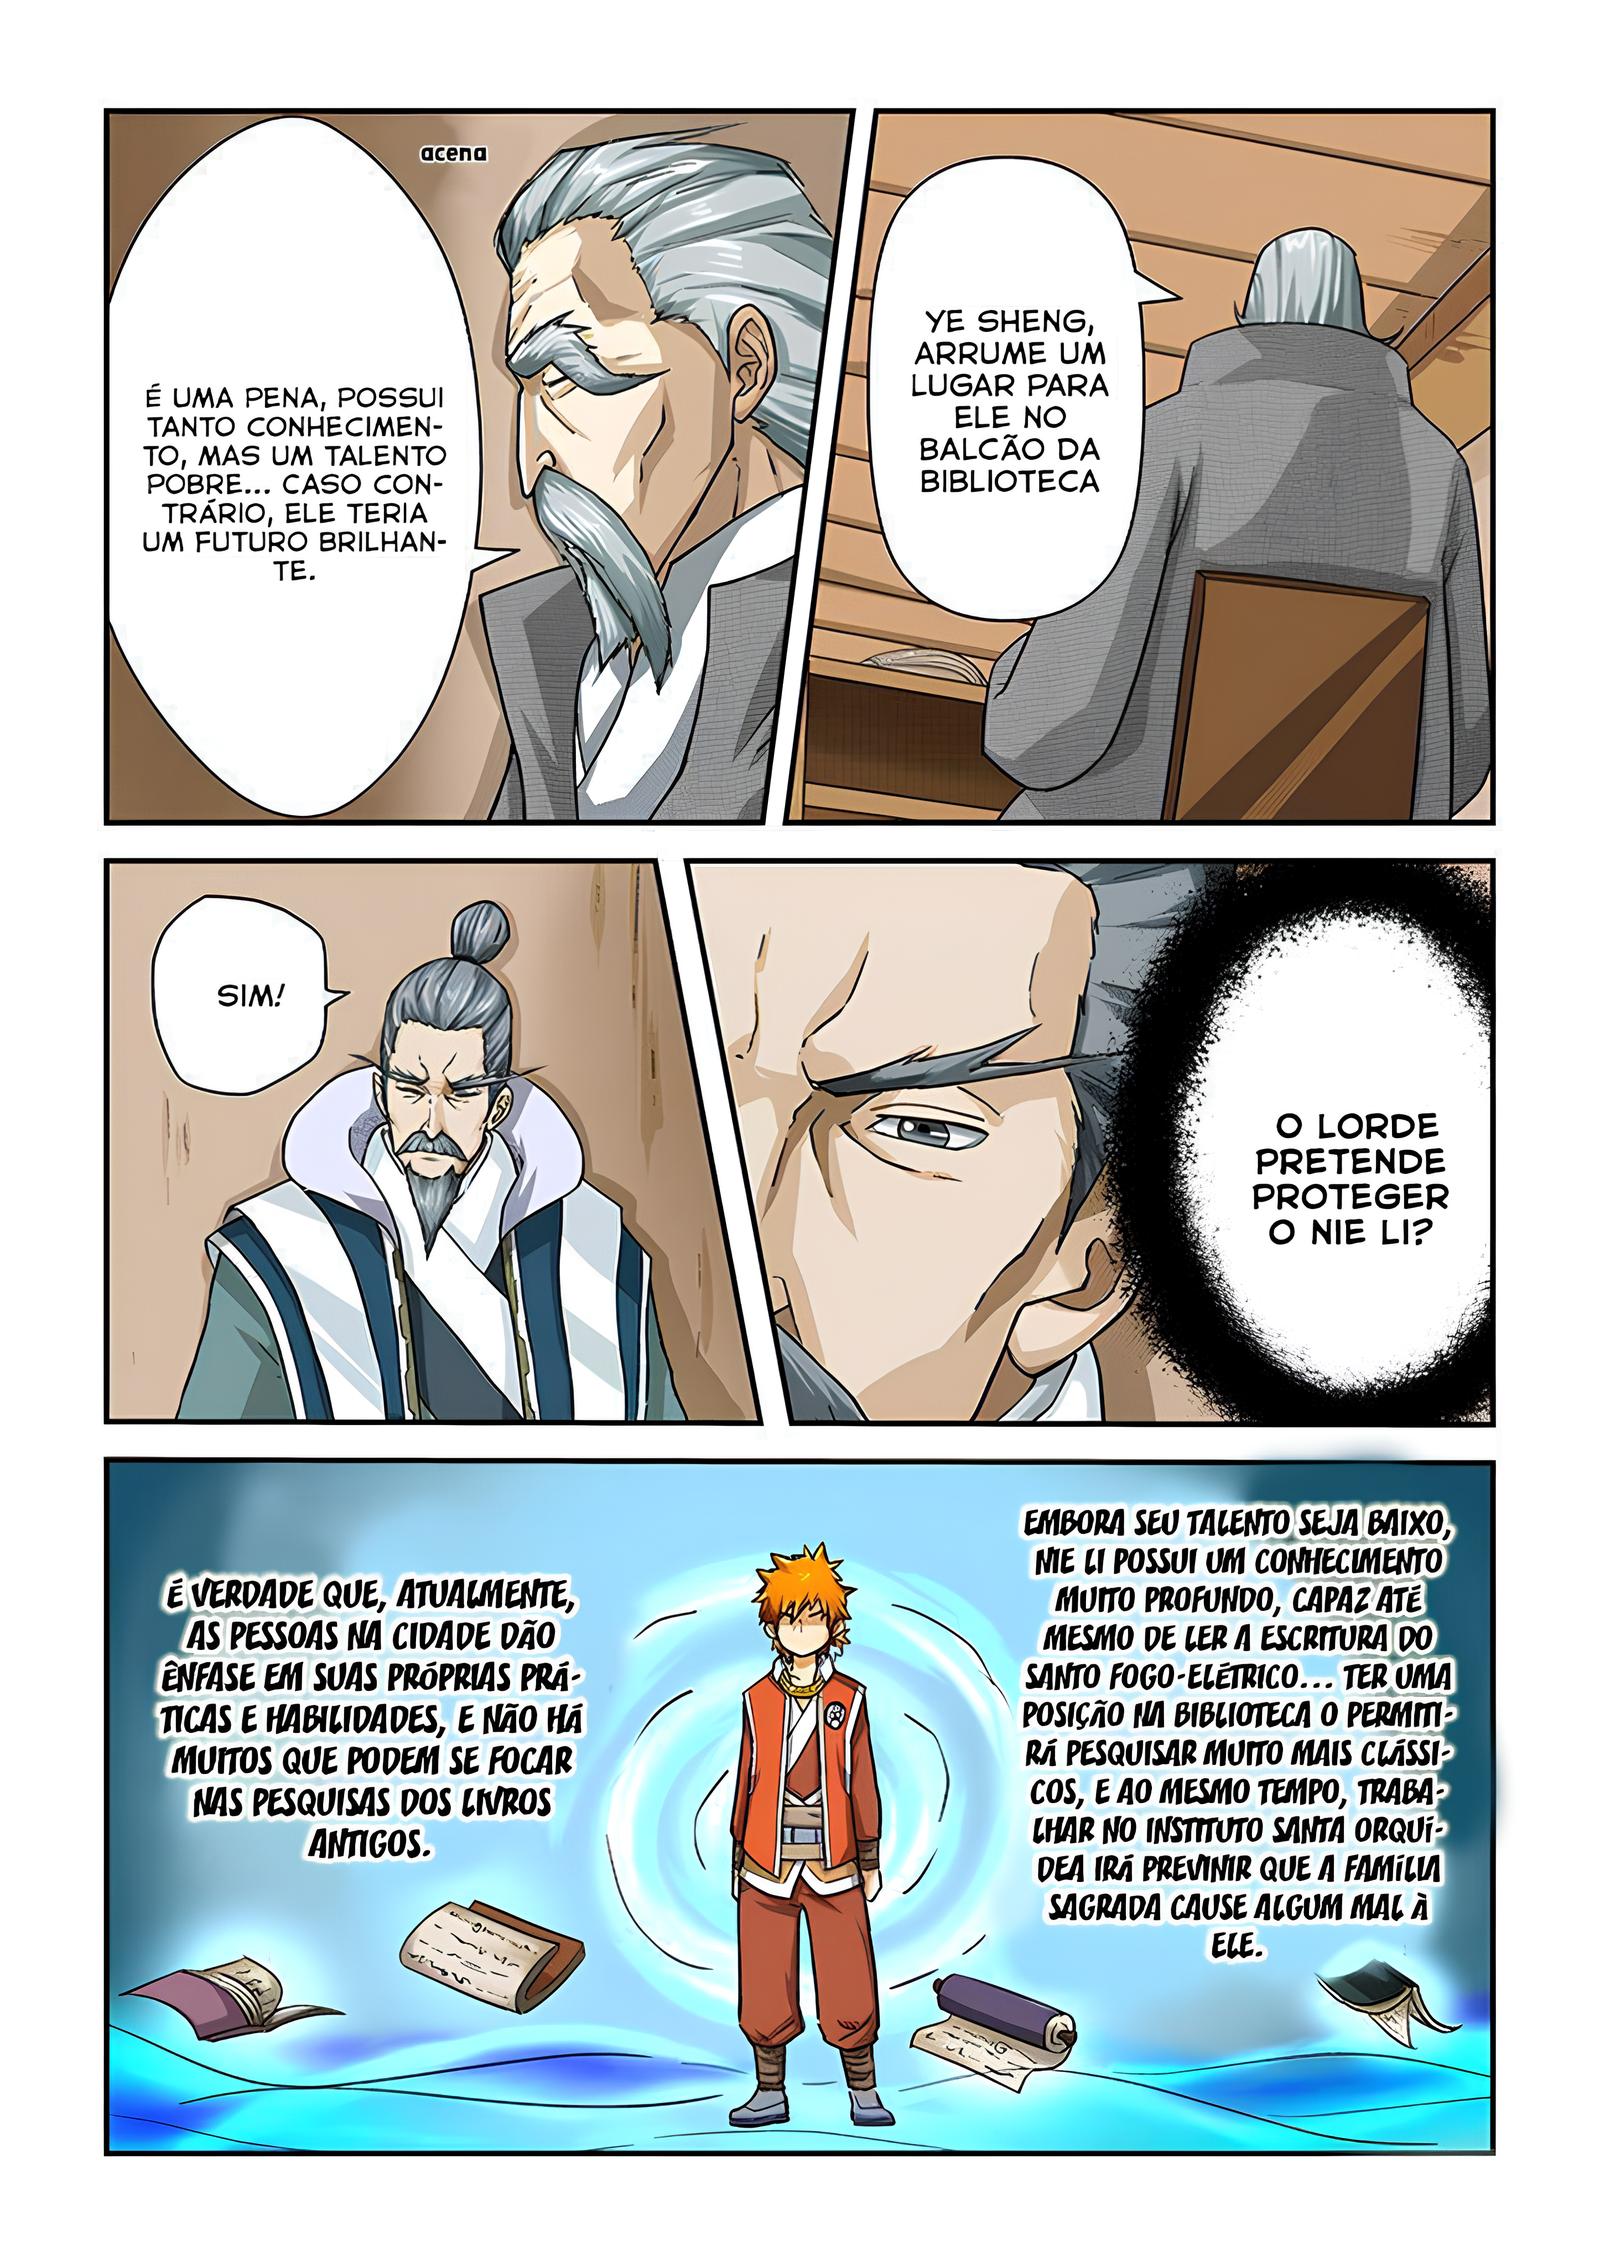 acena
É UMA PENA, POSSUI
TANTO CONHECIMEN-
TO, MAS UM TALENTO
POBRE... CASO CON-
TRÁRIO, ELE TERIA
UM FUTURO BRILHAN-
TE.
YE SHENG,
ARRUME UM
LUGAR PARA
ELE NO
BALCÃO DA
BIBLIOTECA
SIM!
O LORDE
PRETENDE
PROTEGER
O NIE LI?
É VERDADE QUE, ATUALMENTE,
AS PESSOAS NA CIDADE DÃO
ÊNFASE EM SUAS PRÓPRIAS PRÁ-
TICAS E HABILIDADES, E NÃO HÁ
MUITOS QUE PODEM SE FOCAR
NAS PESQUISAS DOS LIVROS
ANTIGOS.
EMBORA SEU TALENTO SEJA BAIXO,
NIE LI POSSUI UM CONHECIMENTO
MUITO PROFUNDO, CAPAZ ATÉ
MESMO DE LER A ESCRITURA DO
SANTO FOGO-ELÉTRICO... TER UMA
POSIÇÃO NA BIBLIOTECA O PERMITI-
RÁ PESQUISAR MUITO MAIS CLÁSSI-
COS, E AO MESMO TEMPO, TRABA-
LHAR NO INSTITUTO SANTA ORQUÍ-
DEA IRÁ PREVINIR QUE A FAMÍLIA
SAGRADA CAUSE ALGUM MAL À
ELE.